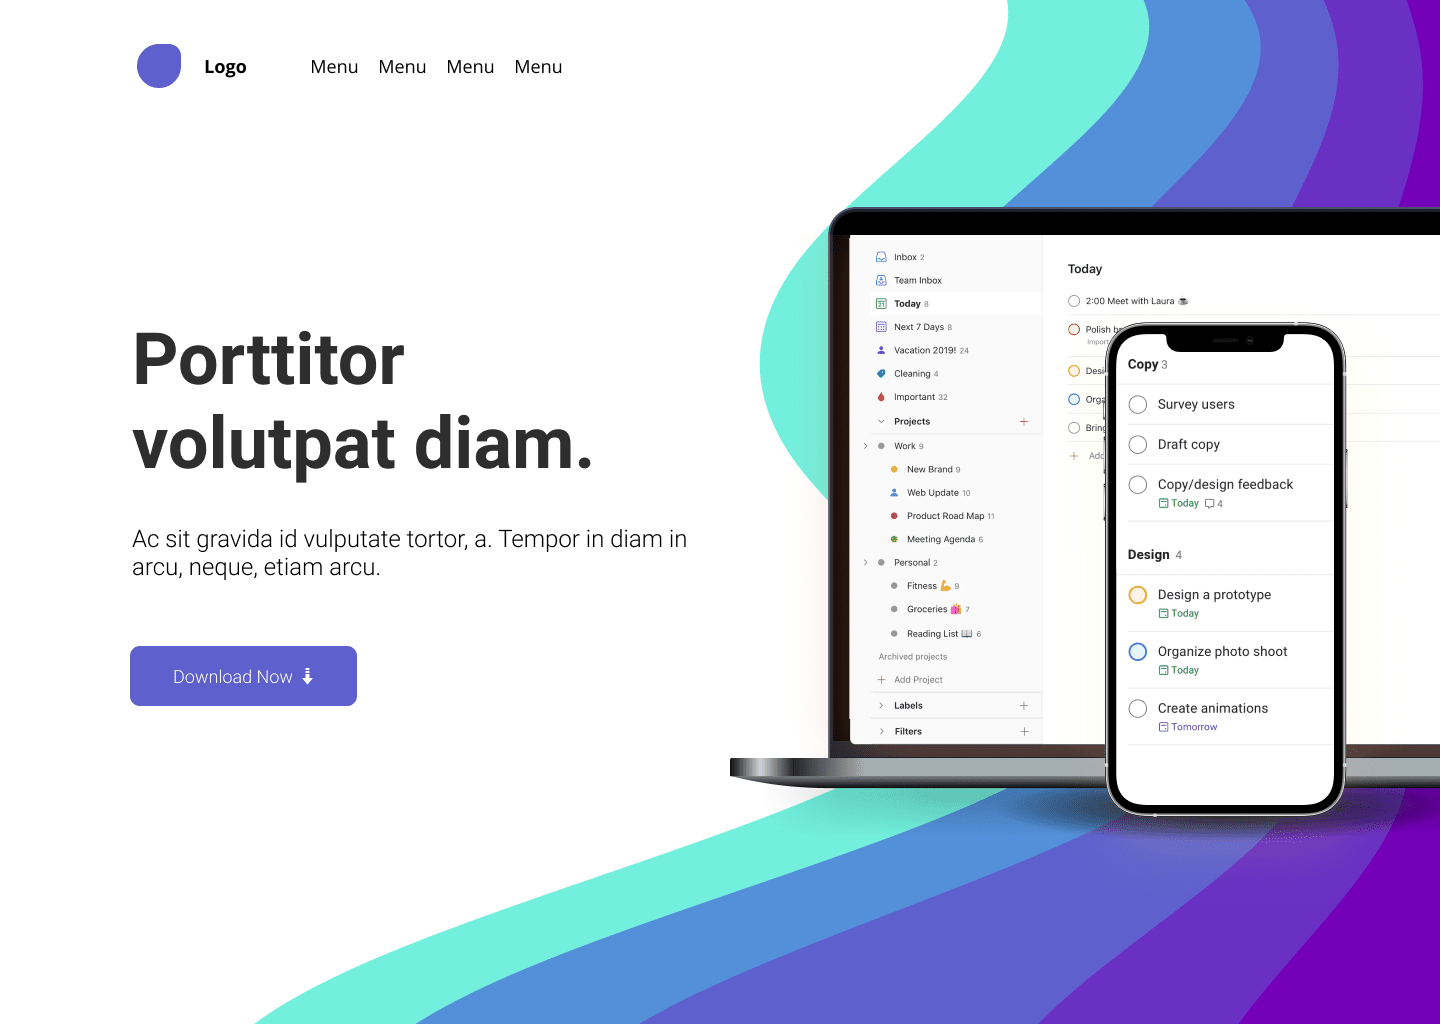 Logo
Menu Menu Menu Menu
Porttitor
volutpat diam.
Ac sit gravida id vulputate tortor, a. Tempor in diam in
arcu, neque, etiam arcu.
Download Now
Inbox 2
Team Inbox
21
Today 8
Next 7 Days 8
Vacation 2019! 24
Cleaning 4
Important 32
Projects
Work 9
New Brand 9
Web Update 10
Product Road Map 11
Meeting Agenda 6
Personal 2
Fitness 💪 9
Groceries 🛍️ 7
Reading List 📖 6
Archived projects
Add Project
Labels
Filters
Today
2:00 Meet with Laura ☕
Polish
Import
Desi
Orga
Bring
Add
Copy 3
Survey users
Draft copy
Copy/design feedback
Today 4
Design 4
Design a prototype
Today
Organize photo shoot
Today
Create animations
Tomorrow